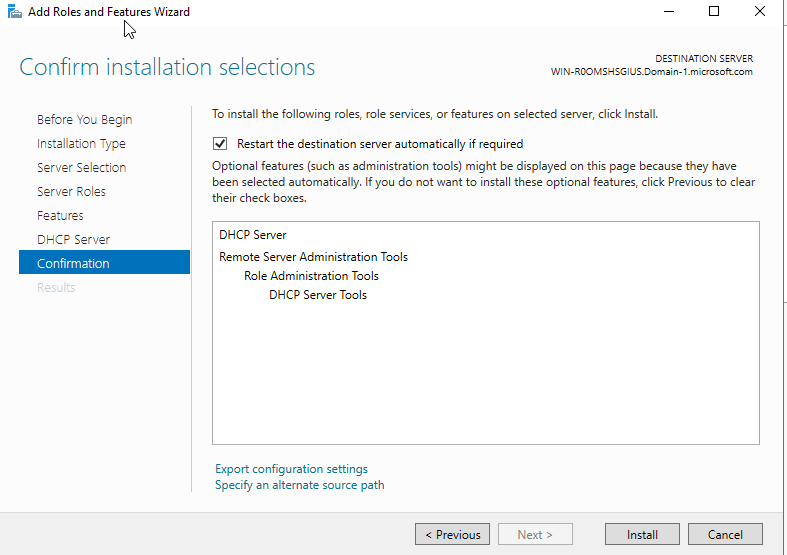 Add Roles and Features Wizard
Confirm installation selections
DESTINATION SERVER
WIN-R0OMSHSGIUS.Domain-1.microsoft.com
Before You Begin
Installation Type
Server Selection
Server Roles
Features
DHCP Server
Confirmation
Results
To install the following roles, role services, or features on selected server, click Install.
Restart the destination server automatically if required
Optional features (such as administration tools) might be displayed on this page because they have
been selected automatically. If you do not want to install these optional features, click Previous to clear
their check boxes.
DHCP Server
Remote Server Administration Tools
Role Administration Tools
DHCP Server Tools
Export configuration settings
Specify an alternate source path
< Previous
Next >
Install
Cancel